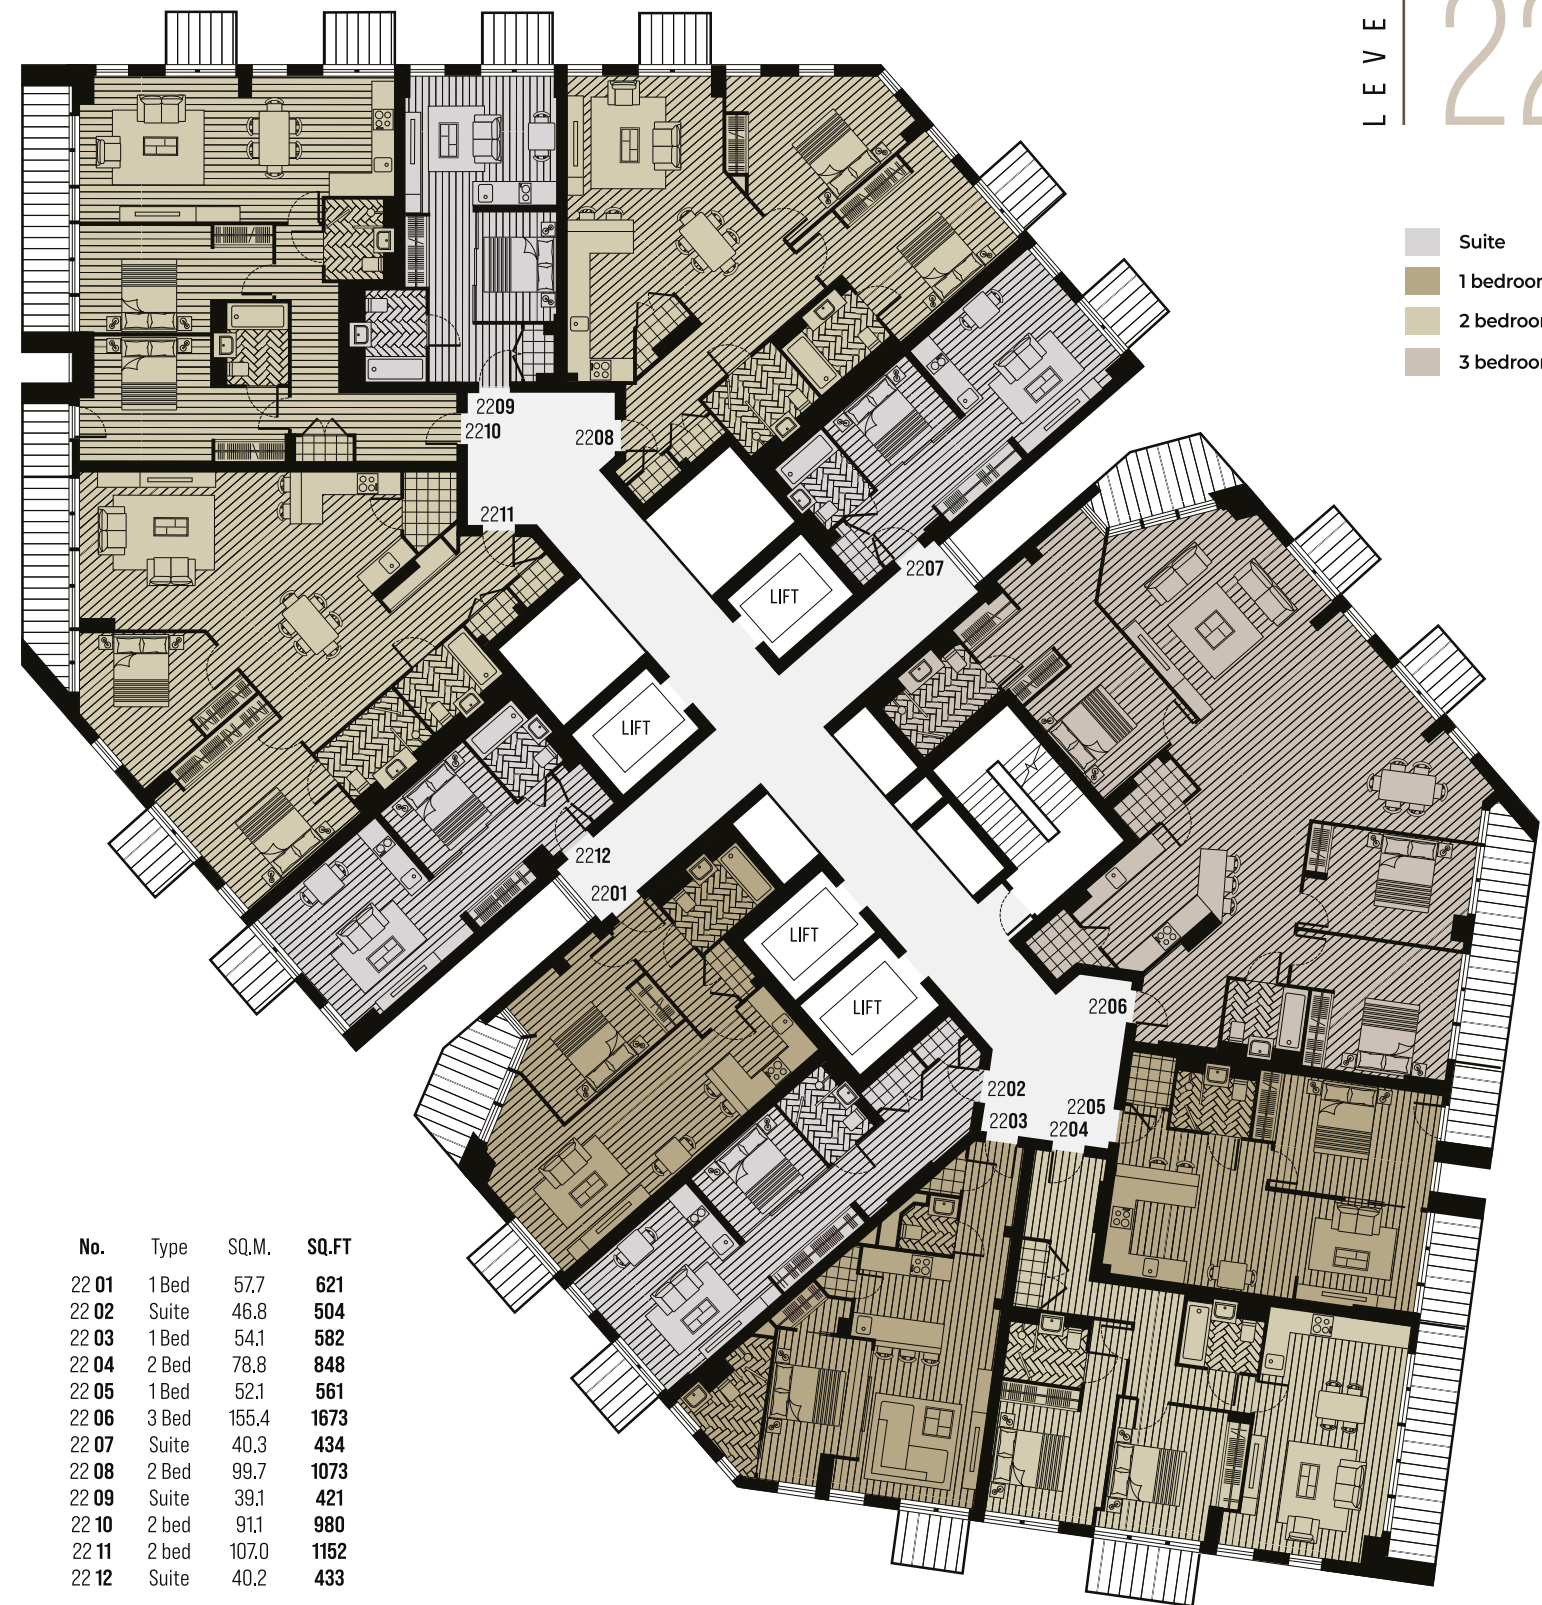 LEVE
22
Suite
1 bedroom
2 bedroom
3 bedroom
2209
2210
2208
2211
2207
LIFT
LIFT
2212
2201
LIFT
LIFT
2206
2202
2205
2203
2204
No. Type SQ.M. SQ.FT
22 01 1 Bed 57.7 621
22 02 Suite 46.8 504
22 03 1 Bed 54.1 582
22 04 2 Bed 78.8 848
22 05 1 Bed 52.1 561
22 06 3 Bed 155.4 1673
22 07 Suite 40.3 434
22 08 2 Bed 99.7 1073
22 09 Suite 39.1 421
22 10 2 bed 91.1 980
22 11 2 bed 107.0 1152
22 12 Suite 40.2 433